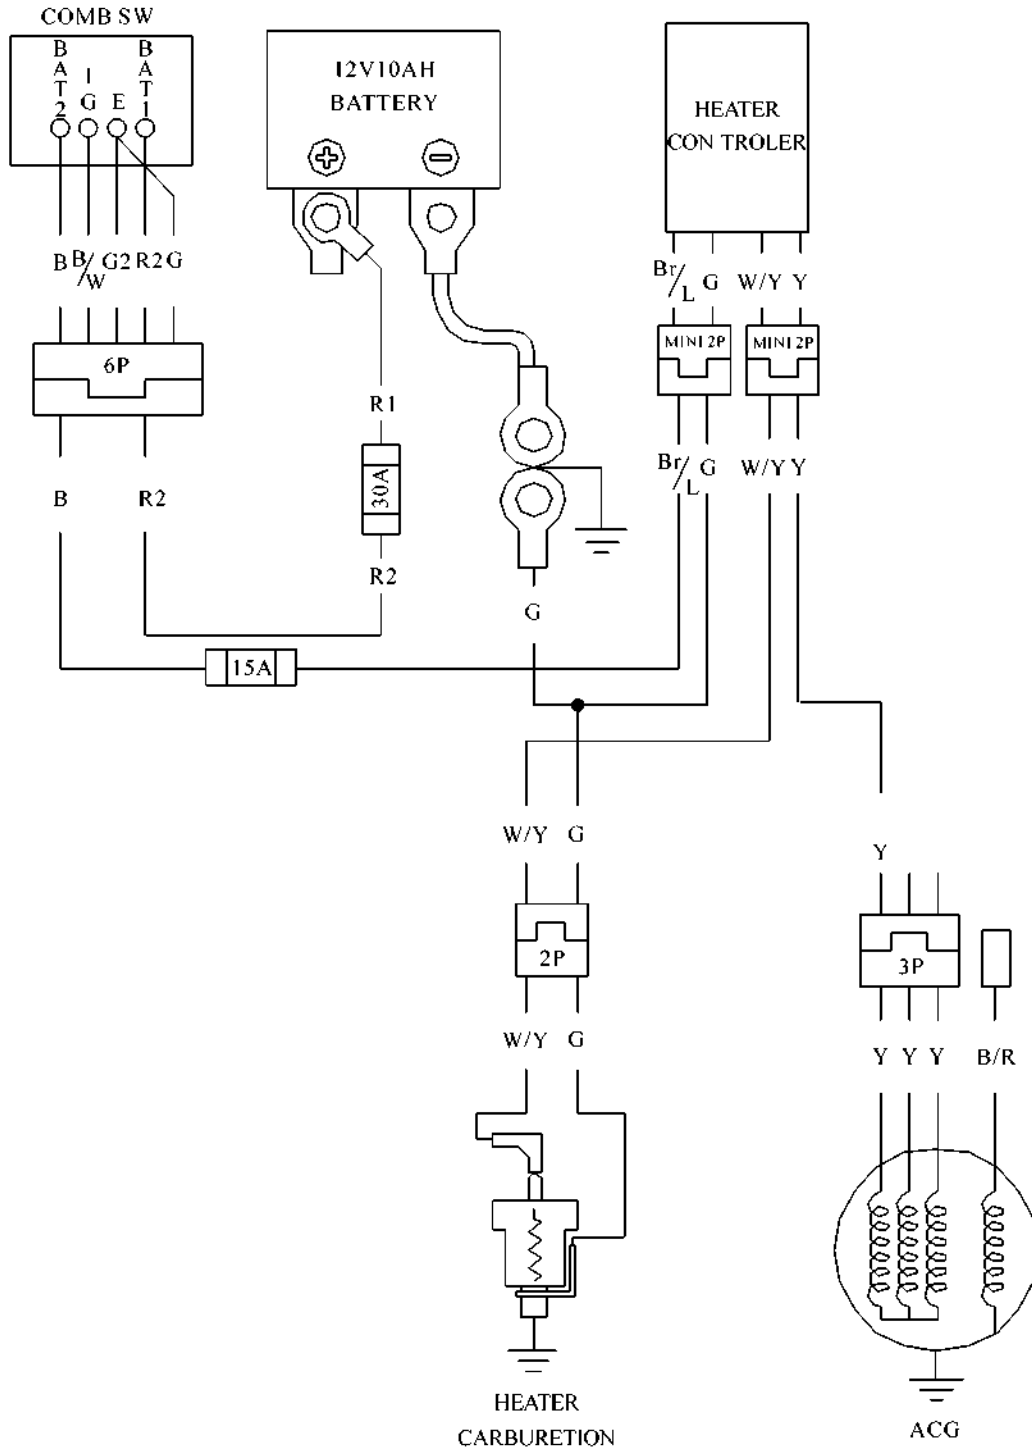 COMB SW
BAT2
IG
E
BAT1
12V10AH
BATTERY
HEATER
CON TROLER
B
B/W
G2
R2
G
Br/L
G
W/Y
Y
6P
MINI 2P
MINI 2P
R1
30A
B
R2
Br/L
G
W/Y
Y
R2
G
15A
W/Y
G
Y
2P
3P
W/Y
G
Y
Y
Y
B/R
HEATER
CARBURETION
ACG